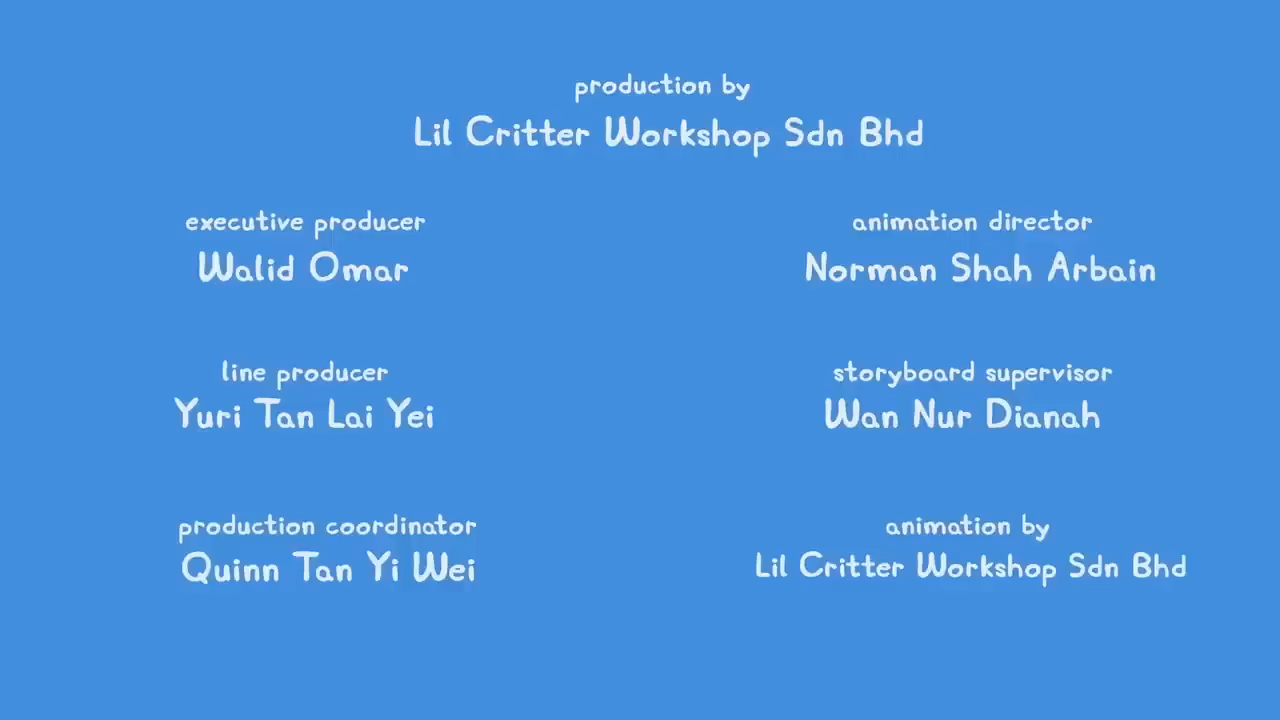 production by
Lil Critter Workshop Sdn Bhd
executive producer
Walid Omar
animation director
Norman Shah Arbain
line producer
Yuri Tan Lai Yei
storyboard supervisor
Wan Nur Dianah
production coordinator
Quinn Tan Yi Wei
animation by
Lil Critter Workshop Sdn Bhd